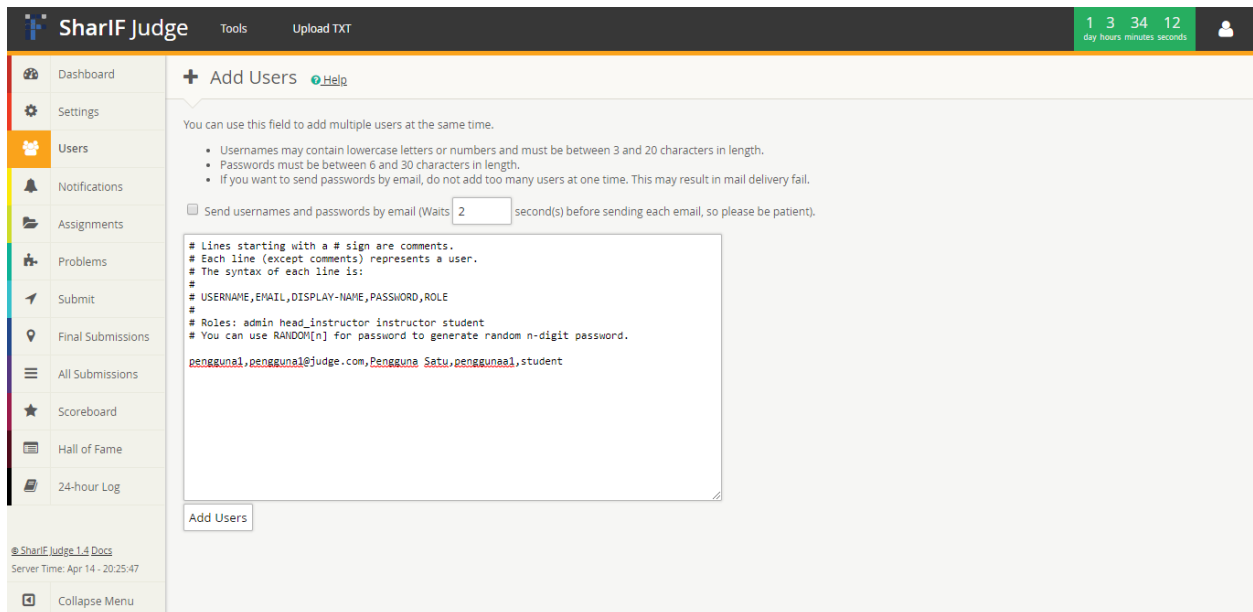 SharIF Judge Tools Upload TXT 1 3 34 12
day hours minutes seconds
Dashboard
Settings
Users
Notifications
Assignments
Problems
Submit
Final Submissions
All Submissions
Scoreboard
Hall of Fame
24-hour Log
© SharIF Judge 1.4 Docs
Server Time: Apr 14 - 20:25:47
Collapse Menu
Add Users Help
You can use this field to add multiple users at the same time.
Usernames may contain lowercase letters or numbers and must be between 3 and 20 characters in length.
Passwords must be between 6 and 30 characters in length.
If you want to send passwords by email, do not add too many users at one time. This may result in mail delivery fail.
Send usernames and passwords by email (Waits 2 second(s) before sending each email, so please be patient).
# Lines starting with a # sign are comments.
# Each line (except comments) represents a user.
# The syntax of each line is:
#
# USERNAME,EMAIL,DISPLAY-NAME,PASSWORD,ROLE
#
# Roles: admin head_instructor instructor student
# You can use RANDOM[n] for password to generate random n-digit password.
pengguna1,pengguna1@judge.com,Pengguna Satu,penggunaa1,student
Add Users